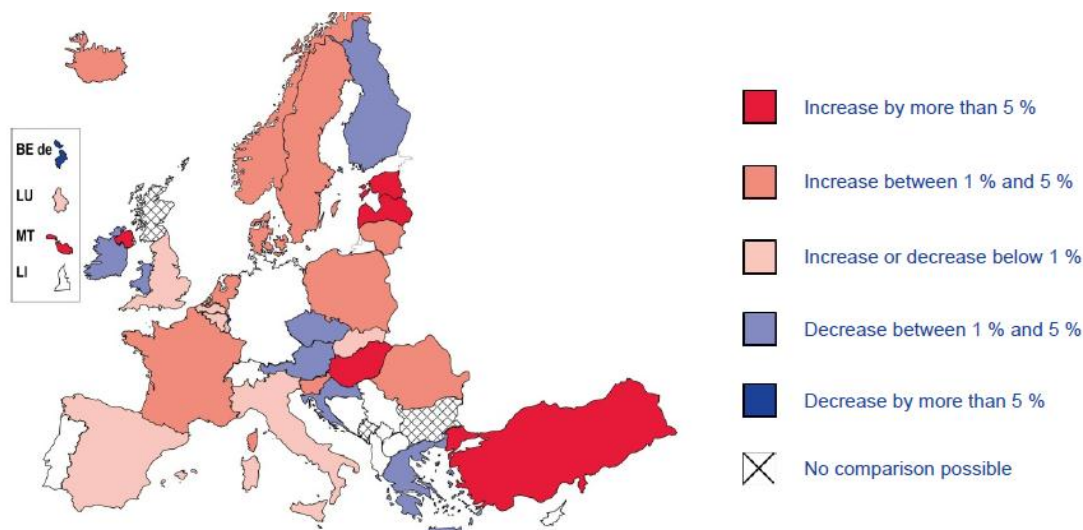 BE de
LU
MT
LI
Increase by more than 5 %
Increase between 1 % and 5 %
Increase or decrease below 1 %
Decrease between 1 % and 5 %
Decrease by more than 5 %
No comparison possible